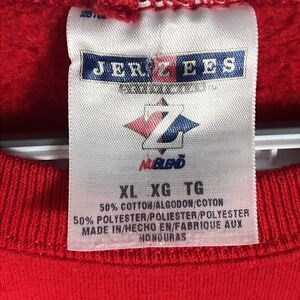 JERZEES
ACTIVEWEAR
Z
NuBLEND
XL XG TG
50% COTTON/ALGODON/COTON
50% POLYESTER/POLIESTER/POLYESTER
MADE IN/HECHO EN/FABRIQUE AUX
HONDURAS